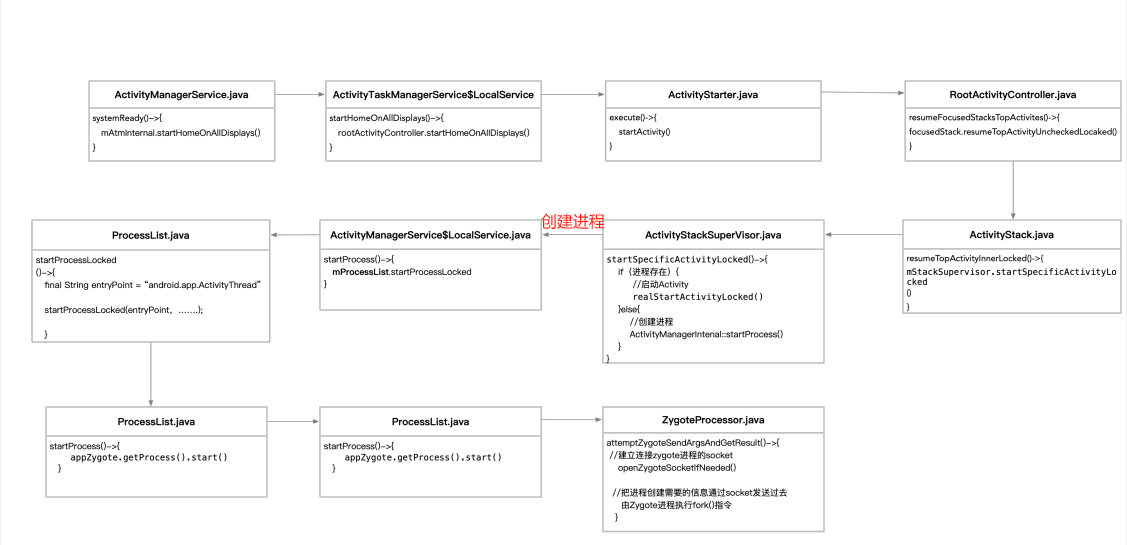 ActivityManagerService.java
systemReady()->{
mAtmInternal.startHomeOnAllDisplays()
}
ActivityTaskManagerService$LocalService
startHomeOnAllDisplays()->{
rootActivityController.startHomeOnAllDisplays()
}
ActivityStarter.java
execute()->{
startActivity()
}
RootActivityController.java
resumeFocusedStacksTopActivites()->{
focusedStack.resumeTopActivityUncheckedLocaked()
}
创建进程
ProcessList.java
startProcessLocked
()->{
final String entryPoint = “android.app.ActivityThread”
startProcessLocked(entryPoint, …….);
}
ActivityManagerService$LocalService.java
startProcess()->{
mProcessList.startProcessLocked
}
ActivityStackSuperVisor.java
startSpecificActivityLocked()->{
if (进程存在) {
//启动Activity
realStartActivityLocked()
}else{
//创建进程
ActivityManagerIntenal::startProcess()
}
}
ActivityStack.java
resumeTopActivityInnerLocked()->{
mStackSupervisor.startSpecificActivityLo
cked
()
}
ProcessList.java
startProcess()->{
appZygote.getProcess().start()
}
ProcessList.java
startProcess()->{
appZygote.getProcess().start()
}
ZygoteProcessor.java
attemptZygoteSendArgsAndGetResult()->{
//建立连接zygote进程的socket
openZygoteSocketIfNeeded()
//把进程创建需要的信息通过socket发送过去
由Zygote进程执行fork()指令
}